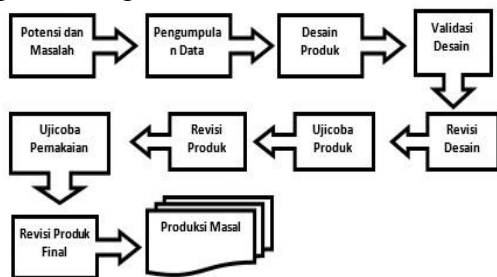 Potensi dan
Masalah
Pengumpula
n Data
Desain
Produk
Validasi
Desain
Revisi
Desain
Ujicoba
Produk
Revisi
Produk
Ujicoba
Pemakaian
Revisi Produk
Final
Produksi Masal